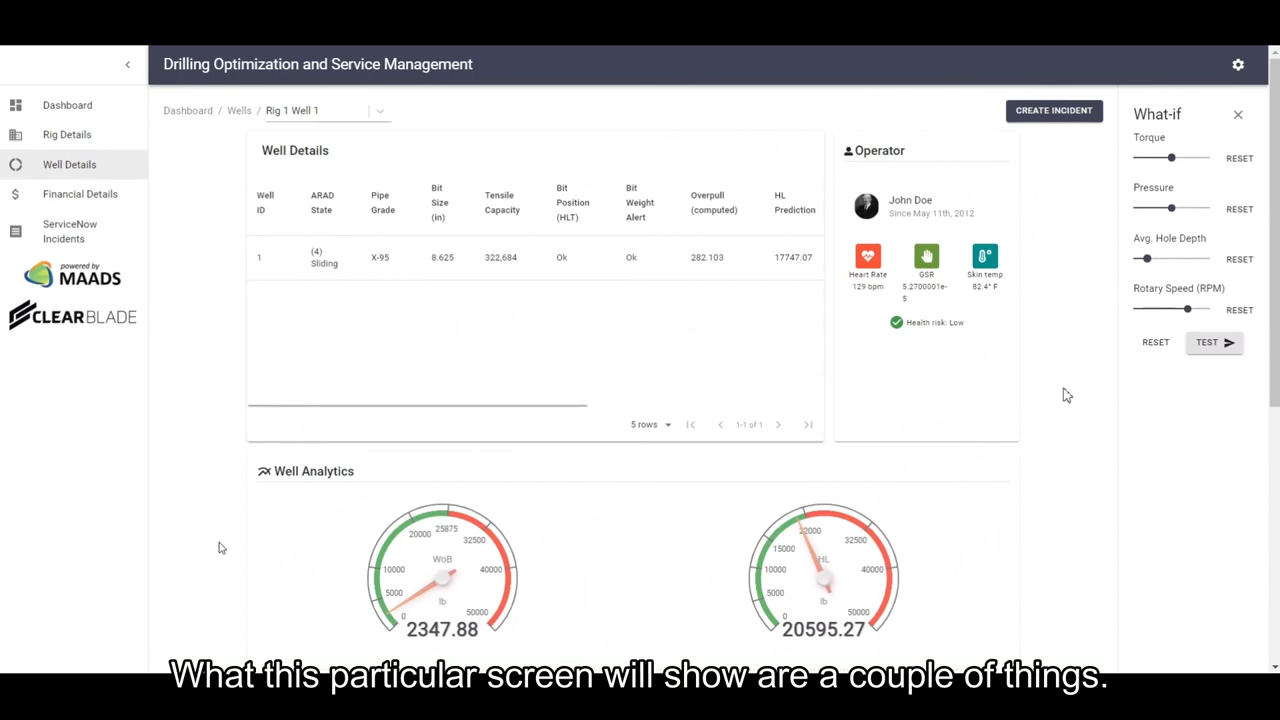 Drilling Optimization and Service Management
Dashboard
Rig Details
Well Details
Financial Details
ServiceNow
Incidents
powered by
MAADS
CLEARBLADE
Dashboard / Wells / Rig 1 Well 1
CREATE INCIDENT
Well Details
Well ID
ARAD State
Pipe Grade
Bit Size (in)
Tensile Capacity
Bit Position (HLT)
Bit Weight Alert
Overpull (computed)
HL Prediction
1
(4) Sliding
X-95
8.625
322,684
Ok
Ok
282.103
17747.07
5 rows
1-1 of 1
Operator
John Doe
Since May 11th, 2012
Heart Rate
129 bpm
GSR
5.2700001e-
5
Skin temp
82.4° F
Health risk: Low
What-if
Torque
RESET
Pressure
RESET
Avg. Hole Depth
RESET
Rotary Speed (RPM)
RESET
RESET
TEST
Well Analytics
0
5000
10000
20000
25875
32500
40000
50000
WoB
lb
2347.88
0
5000
10000
15000
22000
32500
40000
50000
HL
lb
20595.27
What this particular screen will show are a couple of things.